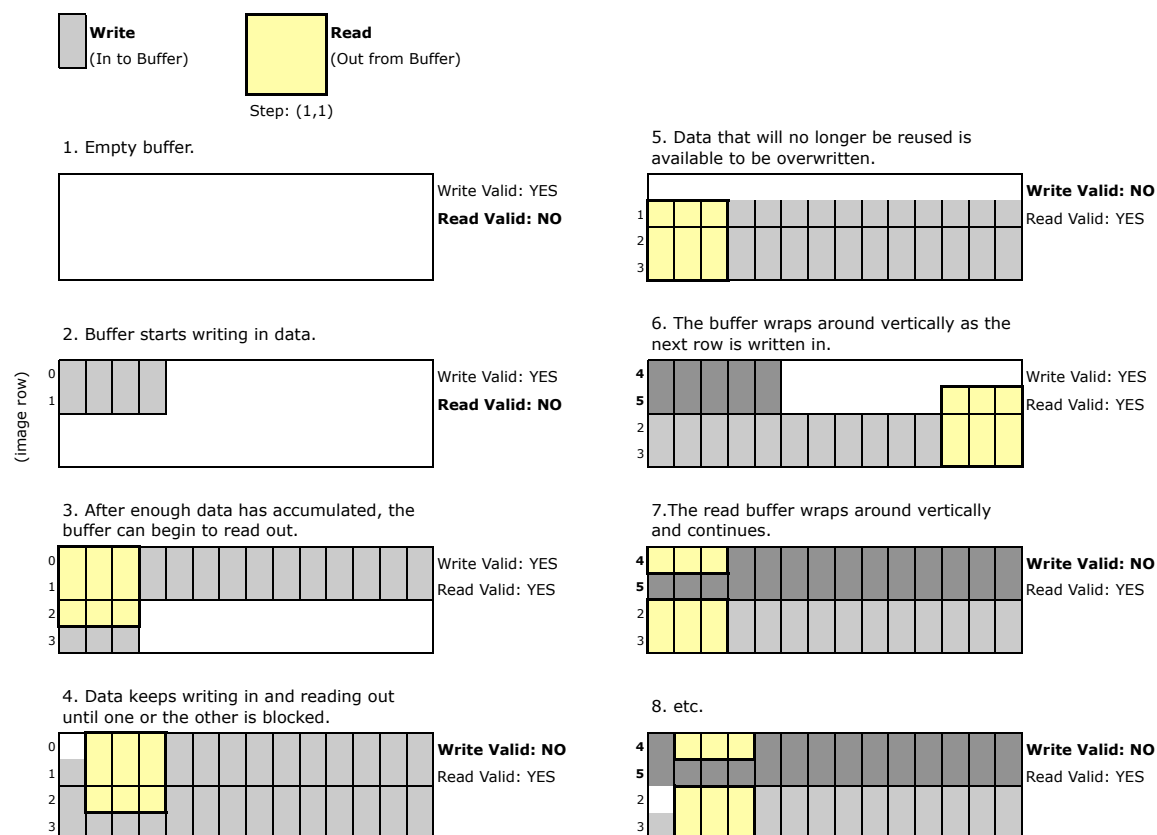 Write
(In to Buffer)
Read
(Out from Buffer)
Step: (1,1)
1. Empty buffer.
Write Valid: YES
Read Valid: NO
2. Buffer starts writing in data.
(image row)
0
1
Write Valid: YES
Read Valid: NO
3. After enough data has accumulated, the
buffer can begin to read out.
0
1
2
3
Write Valid: YES
Read Valid: YES
4. Data keeps writing in and reading out
until one or the other is blocked.
0
1
2
3
Write Valid: NO
Read Valid: YES
5. Data that will no longer be reused is
available to be overwritten.
1
2
3
Write Valid: NO
Read Valid: YES
6. The buffer wraps around vertically as the
next row is written in.
4
5
2
3
Write Valid: YES
Read Valid: YES
7.The read buffer wraps around vertically
and continues.
4
5
2
3
Write Valid: NO
Read Valid: YES
8. etc.
4
5
2
3
Write Valid: NO
Read Valid: YES